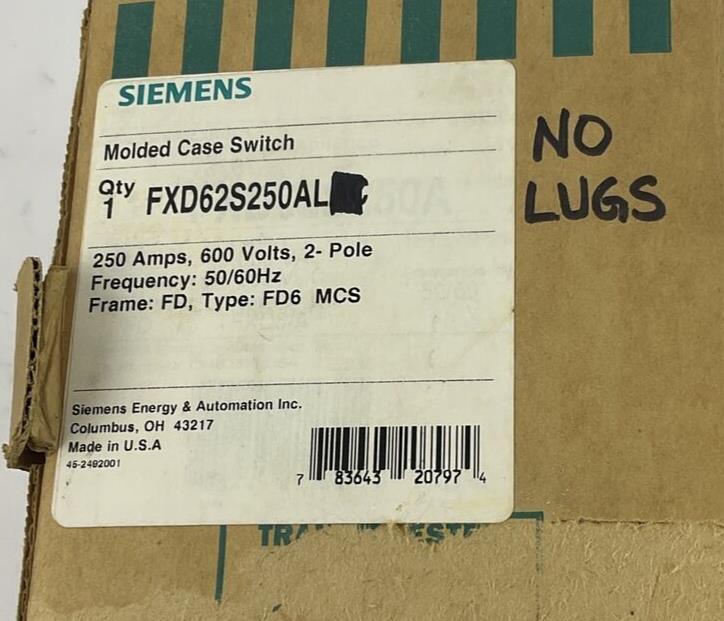 SIEMENS
Molded Case Switch
Qty
1 FXD62S250AL
250 Amps, 600 Volts, 2- Pole
Frequency: 50/60Hz
Frame: FD, Type: FD6 MCS
Siemens Energy & Automation Inc.
Columbus, OH 43217
Made in U.S.A
45-2492001
7 83643 20797 4
NO
LUGS